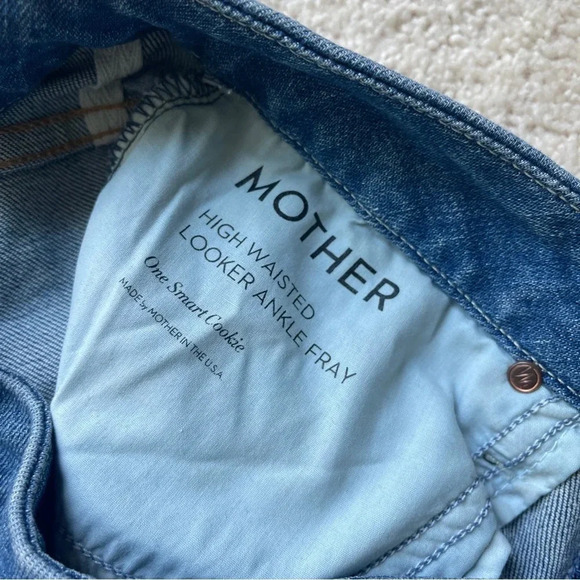 MOTHER
HIGH WAISTED
LOOKER ANKLE FRAY
One Smart Cookie
MADE by MOTHER IN THE U.S.A